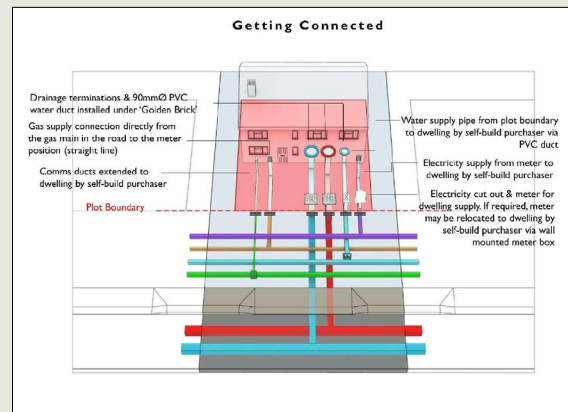 Getting Connected
Drainage terminations & 90mmØ PVC
water duct installed under 'Golden Brick'
Gas supply connection directly from
the gas main in the road to the meter
position (straight line)
Comms ducts extended to
dwelling by self-build purchaser
Plot Boundary
Water supply pipe from plot boundary
to dwelling by self-build purchaser via
PVC duct
Electricity supply from meter to
dwelling by self-build purchaser
Electricity cut out & meter for
dwelling supply. If required, meter
may be relocated to dwelling by
self-build purchaser via wall
mounted meter box